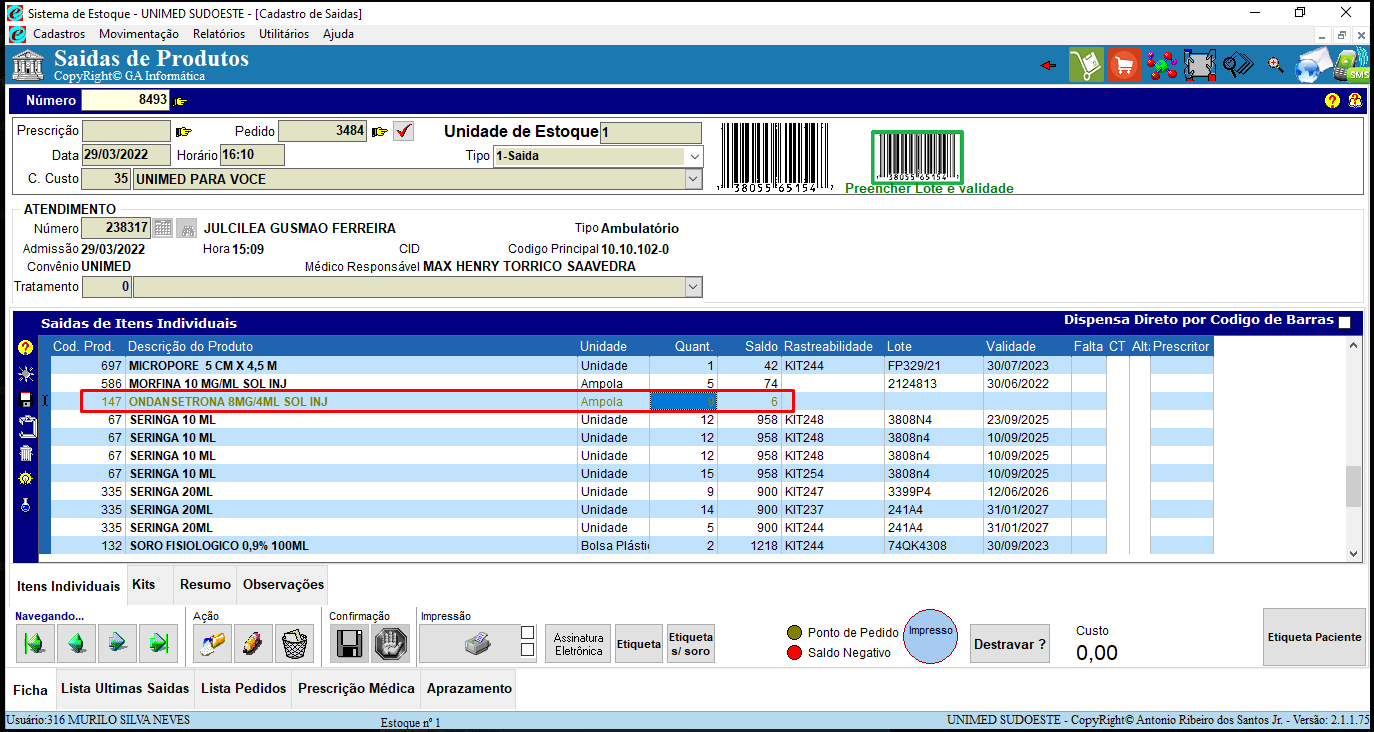 Sistema de Estoque - UNIMED SUDOESTE - [Cadastro de Saidas]
Cadastros Movimentação Relatórios Utilitários Ajuda
Saidas de Produtos
CopyRight© GA Informática
SMS
Número 8493
Prescrição Pedido 3484 Unidade de Estoque 1
Data 29/03/2022 Horário 16:10 Tipo 1-Saida
C. Custo 35 UNIMED PARA VOCE
1 38055 65154 7
1 38055 65154 7
Preencher Lote e validade
ATENDIMENTO
Número 238317 JULCILEA GUSMAO FERREIRA Tipo Ambulatório
Admissão 29/03/2022 Hora 15:09 CID Codigo Principal 10.10.102-0
Convênio UNIMED Médico Responsável MAX HENRY TORRICO SAAVEDRA
Tratamento 0
Saidas de Itens Individuais Dispensa Direto por Codigo de Barras
Cod. Prod. Descrição do Produto Unidade Quant. Saldo Rastreabilidade Lote Validade Falta CT Alta Prescritor
697 MICROPORE 5 CM X 4,5 M Unidade 1 42 KIT244 FP329/21 30/07/2023
586 MORFINA 10 MG/ML SOL INJ Ampola 5 74 2124813 30/06/2022
147 ONDANSETRONA 8MG/4ML SOL INJ Ampola 6
67 SERINGA 10 ML Unidade 12 958 KIT248 3808N4 23/09/2025
67 SERINGA 10 ML Unidade 12 958 KIT248 3808n4 10/09/2025
67 SERINGA 10 ML Unidade 12 958 KIT248 3808n4 10/09/2025
67 SERINGA 10 ML Unidade 15 958 KIT254 3808n4 10/09/2025
335 SERINGA 20ML Unidade 9 900 KIT247 3399P4 12/06/2026
335 SERINGA 20ML Unidade 14 900 KIT237 241A4 31/01/2027
335 SERINGA 20ML Unidade 5 900 KIT244 241A4 31/01/2027
132 SORO FISIOLOGICO 0,9% 100ML Bolsa Plásti 2 1218 KIT244 74QK4308 30/09/2023
Itens Individuais Kits Resumo Observações
Navegando... Ação Confirmação Impressão
Assinatura Eletrônica
Etiqueta
Etiqueta s/ soro
Ponto de Pedido
Saldo Negativo
Impresso
Destravar ?
Custo
0,00
Etiqueta Paciente
Ficha Lista Ultimas Saidas Lista Pedidos Prescrição Médica Aprazamento
Usuário:316 MURILO SILVA NEVES Estoque nº 1 UNIMED SUDOESTE - CopyRight© Antonio Ribeiro dos Santos Jr. - Versão: 2.1.1.75